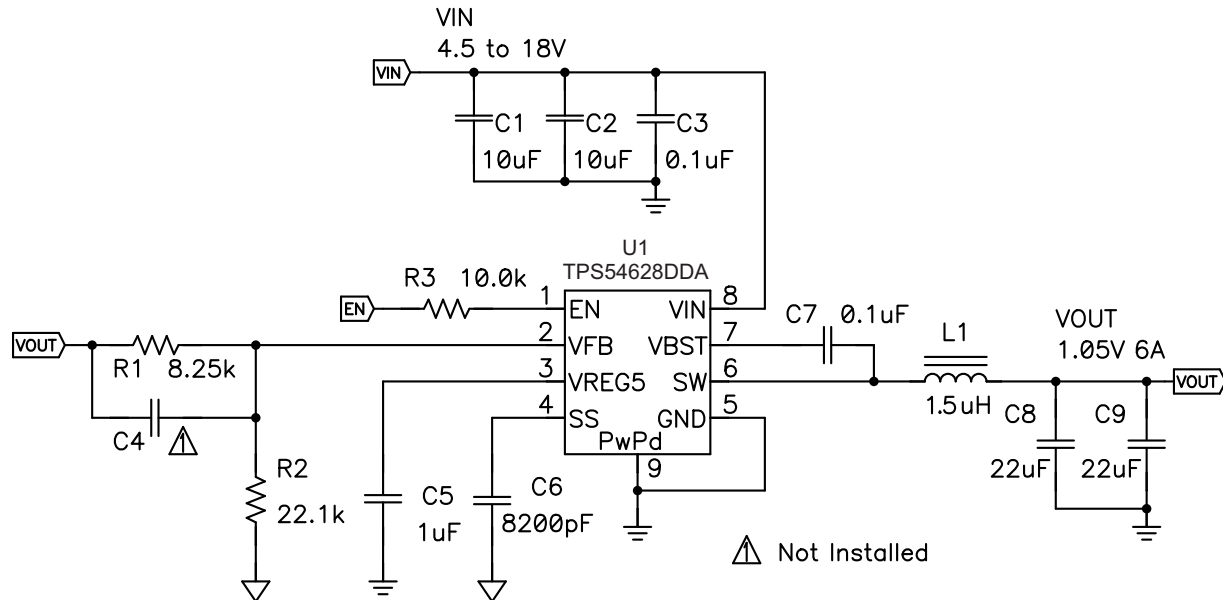 VIN
4.5 to 18V
VIN
C1
C2
C3
10uF
10uF
0.1uF
U1
TPS54628DDA
R3 10.0k
EN
1
EN
VIN
8
C7
0.1uF
VOUT
2
VFB
VBST
7
L1
VOUT
1.05V 6A
R1
8.25k
3
VREG5
SW
6
VOUT
1.5uH
4
SS
GND
5
C8
C9
C4
1
PwPd
9
22uF
22uF
R2
22.1k
C5
1uF
C6
8200pF
1 Not Installed